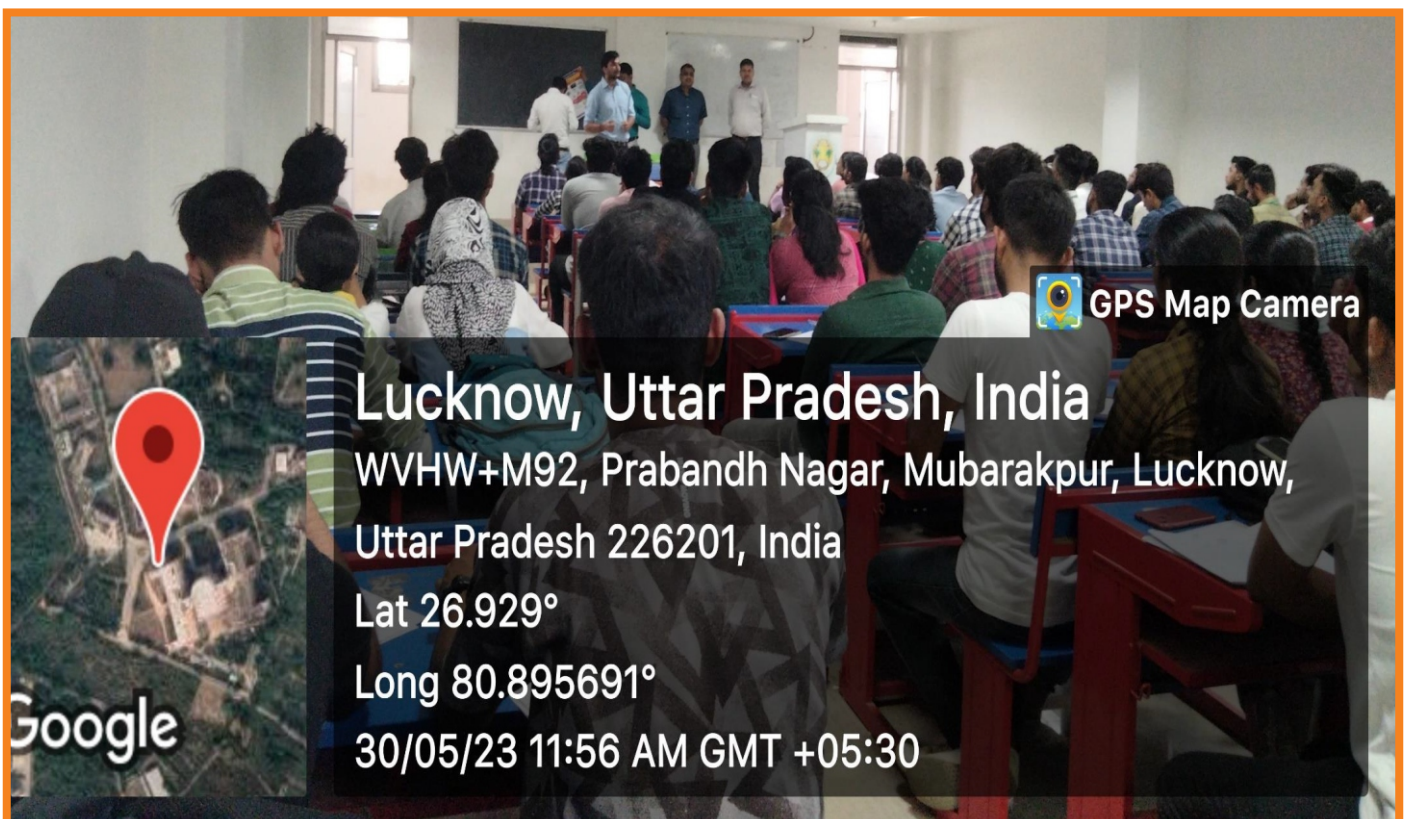 GPS Map Camera
Lucknow, Uttar Pradesh, India
WVHW+M92, Prabandh Nagar, Mubarakpur, Lucknow,
Uttar Pradesh 226201, India
Lat 26.929°
Long 80.895691°
30/05/23 11:56 AM GMT +05:30
Google